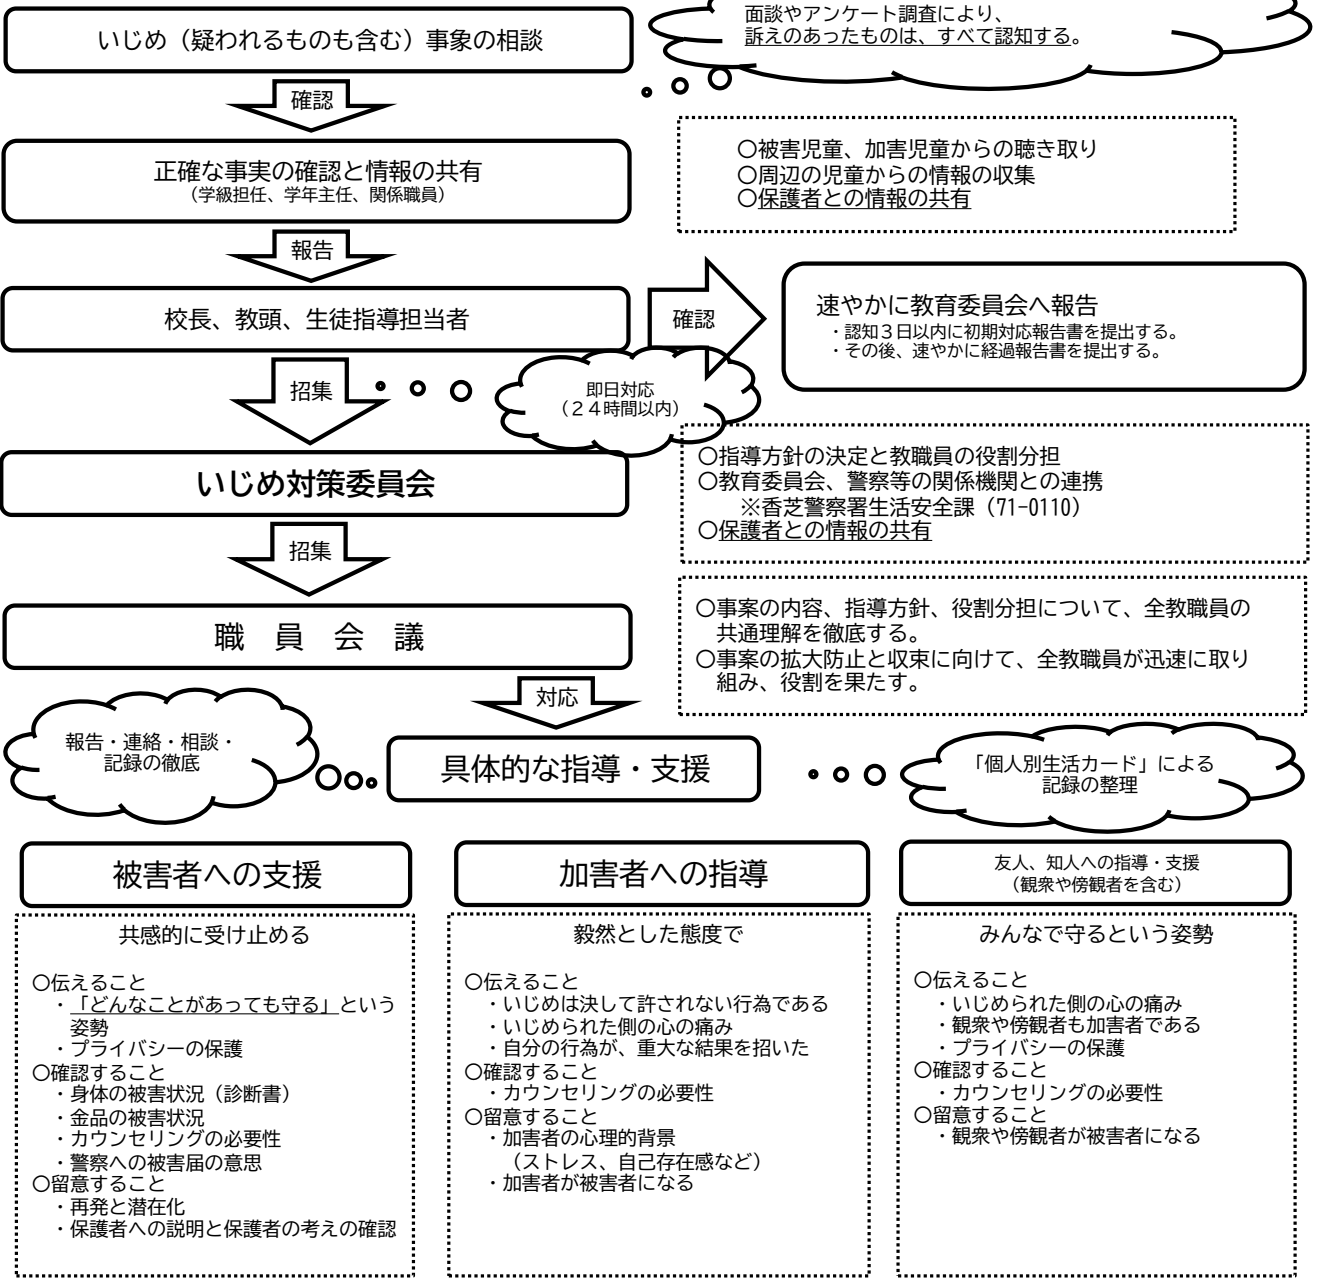 面談やアンケート調査により、
訴えのあったものは、すべて認知する。
いじめ（疑われるものも含む）事象の相談
確認
正確な事実の確認と情報の共有
（学級担任、学年主任、関係職員）
〇被害児童、加害児童からの聴き取り
〇周辺の児童からの情報の収集
〇保護者との情報の共有
報告
校長、教頭、生徒指導担当者
確認
速やかに教育委員会へ報告
・認知３日以内に初期対応報告書を提出する。
・その後、速やかに経過報告書を提出する。
招集
即日対応
（２４時間以内）
いじめ対策委員会
〇指導方針の決定と教職員の役割分担
〇教育委員会、警察等の関係機関との連携
※香芝警察署生活安全課（71-0110）
〇保護者との情報の共有
招集
職　員　会　議
〇事案の内容、指導方針、役割分担について、全教職員の
共通理解を徹底する。
〇事案の拡大防止と収束に向けて、全教職員が迅速に取り
組み、役割を果たす。
対応
報告・連絡・相談・
記録の徹底
具体的な指導・支援
「個人別生活カード」による
記録の整理
被害者への支援
共感的に受け止める
〇伝えること
・「どんなことがあっても守る」という
姿勢
・プライバシーの保護
〇確認すること
・身体の被害状況（診断書）
・金品の被害状況
・カウンセリングの必要性
・警察への被害届の意思
〇留意すること
・再発と潜在化
・保護者への説明と保護者の考えの確認
加害者への指導
毅然とした態度で
〇伝えること
・いじめは決して許されない行為である
・いじめられた側の心の痛み
・自分の行為が、重大な結果を招いた
〇確認すること
・カウンセリングの必要性
〇留意すること
・加害者の心理的背景
（ストレス、自己存在感など）
・加害者が被害者になる
友人、知人への指導・支援
（観衆や傍観者を含む）
みんなで守るという姿勢
〇伝えること
・いじめられた側の心の痛み
・観衆や傍観者も加害者である
・プライバシーの保護
〇確認すること
・カウンセリングの必要性
〇留意すること
・観衆や傍観者が被害者になる